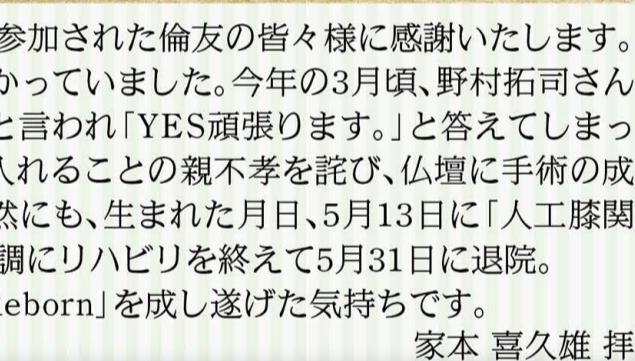 参加された倫友の皆々様に感謝いたします。
かっていました。今年の3月頃、野村拓司さん
と言われ「YES頑張ります。」と答えてしまっ
入れることの親不孝を詫び、仏壇に手術の成
然にも、生まれた月日、5月13日に「人工膝関
調にリハビリを終えて5月31日に退院。
eborn」を成し遂げた気持ちです。
家本 喜久雄 拝